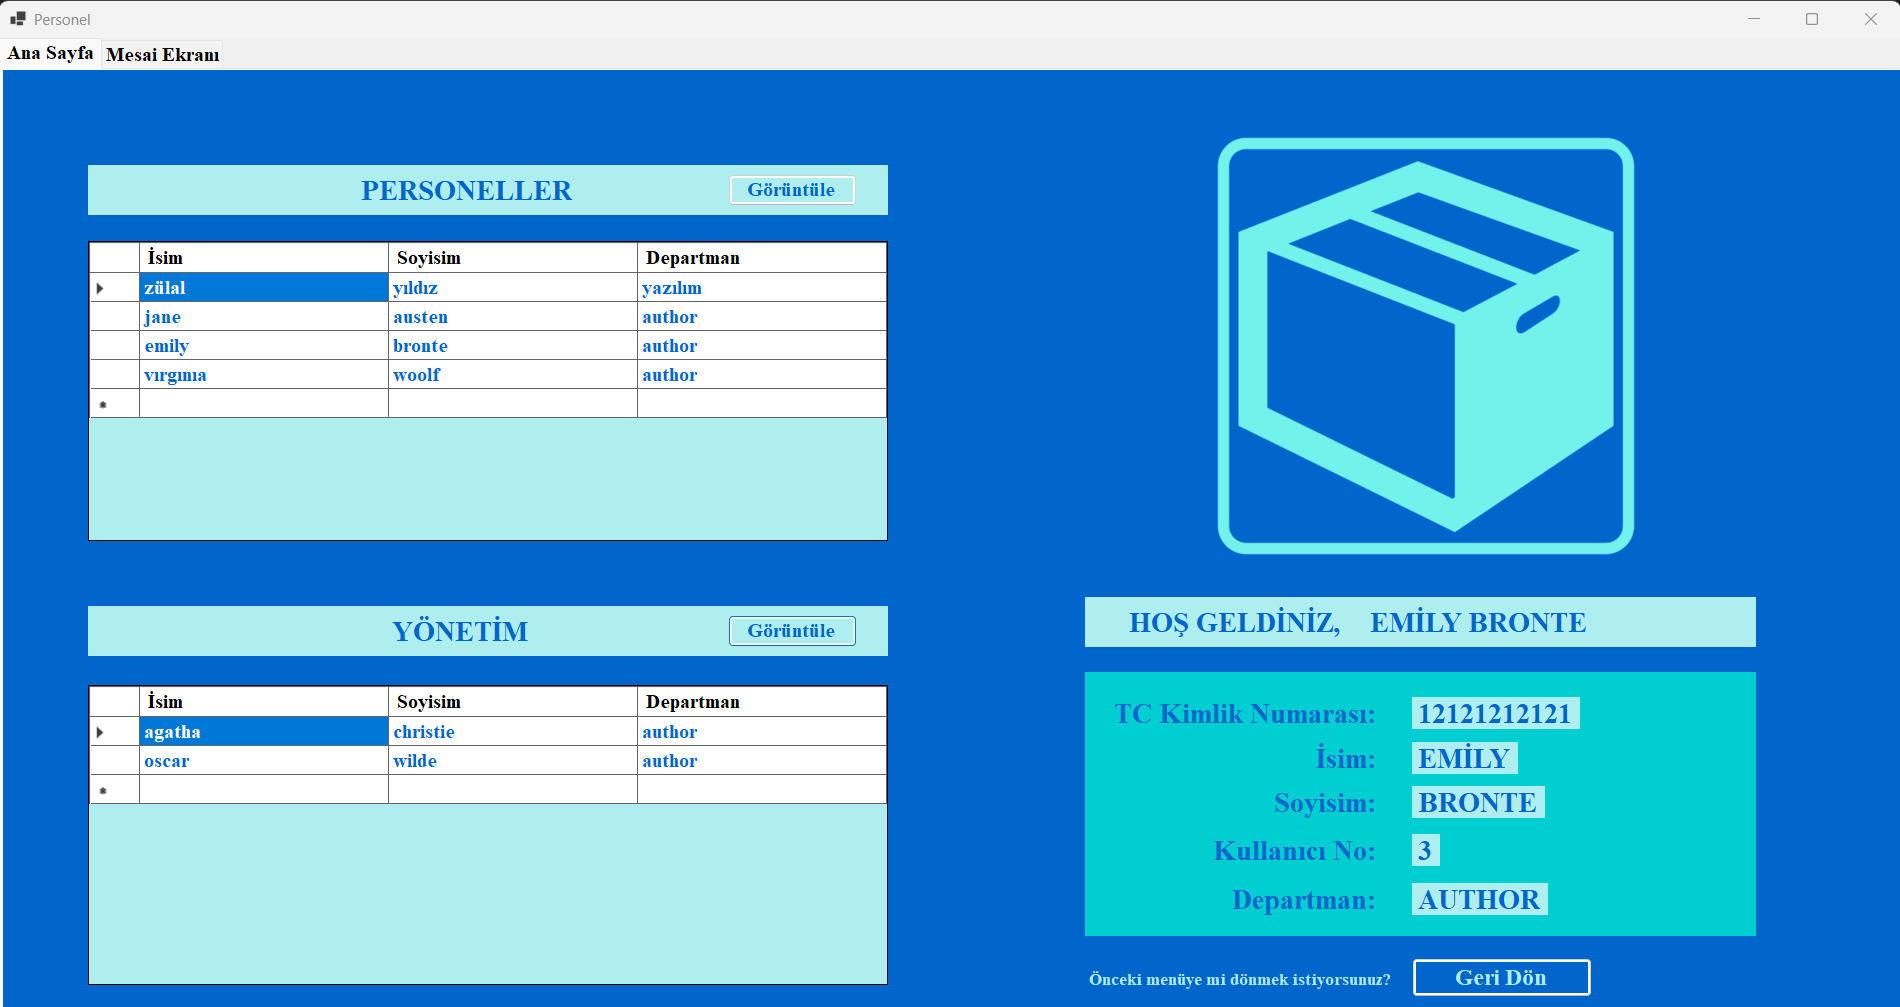 Personel
Ana Sayfa Mesai Ekranı
PERSONELLER Görüntüle
İsim Soyisim Departman
zülal yıldız yazılım
jane austen author
emily bronte author
vırgınıa woolf author
YÖNETİM Görüntüle
İsim Soyisim Departman
agatha christie author
oscar wilde author
HOŞ GELDİNİZ, EMİLY BRONTE
TC Kimlik Numarası: 12121212121
İsim: EMİLY
Soyisim: BRONTE
Kullanıcı No: 3
Departman: AUTHOR
Önceki menüye mi dönmek istiyorsunuz? Geri Dön